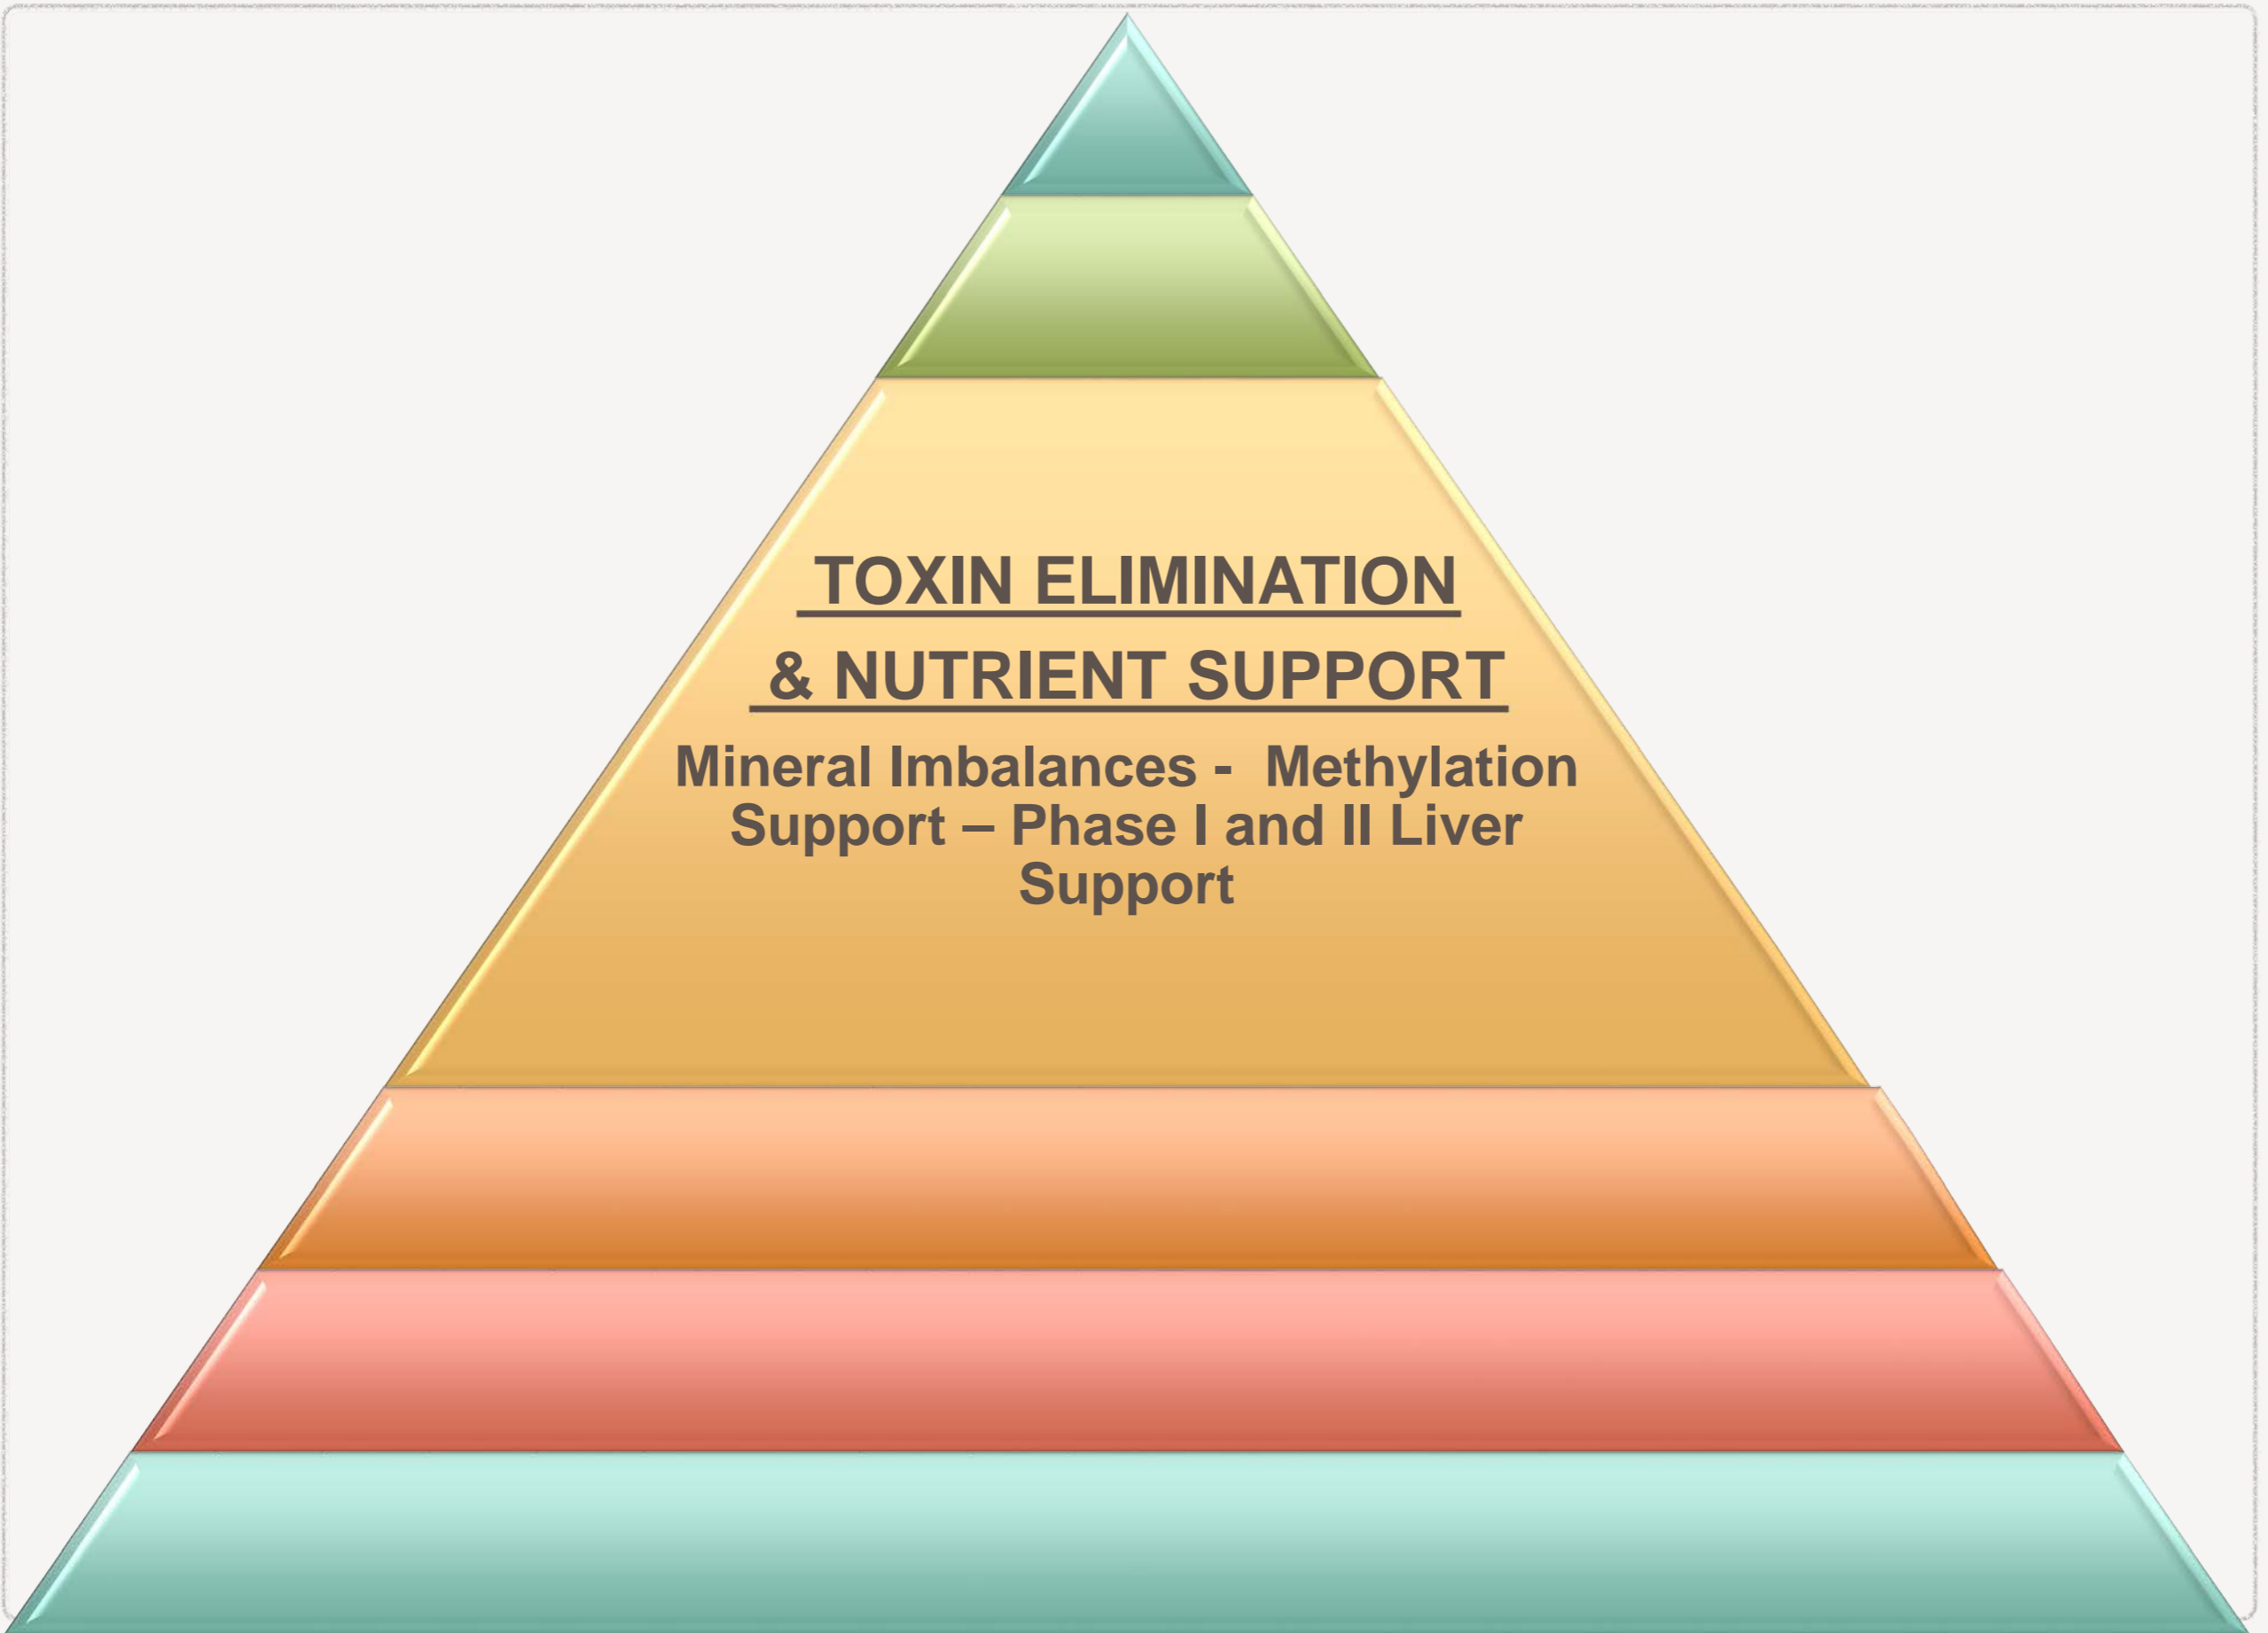 TOXIN ELIMINATION
& NUTRIENT SUPPORT
Mineral Imbalances -  Methylation
Support – Phase I and II Liver
Support